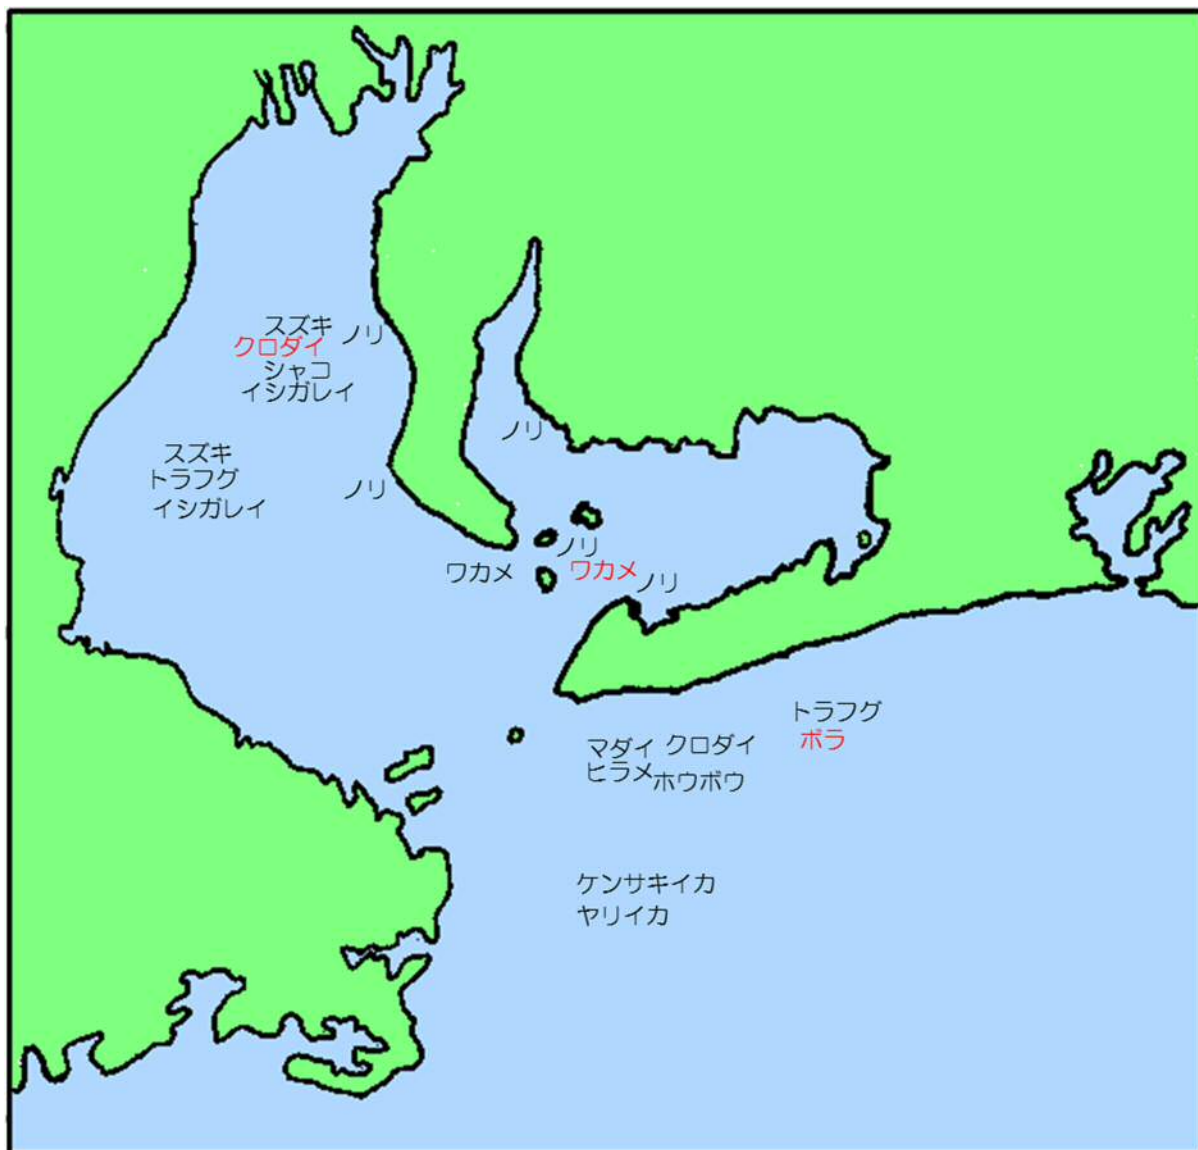 スズキ
クロダイ
ノリ
シャコ
イシガレイ
スズキ
トラフグ
イシガレイ
ノリ
ノリ
ノリ
ワカメ
ワカメ
ノリ
トラフグ
ボラ
マダイ
クロダイ
ヒラメ
ホウボウ
ケンサキイカ
ヤリイカ